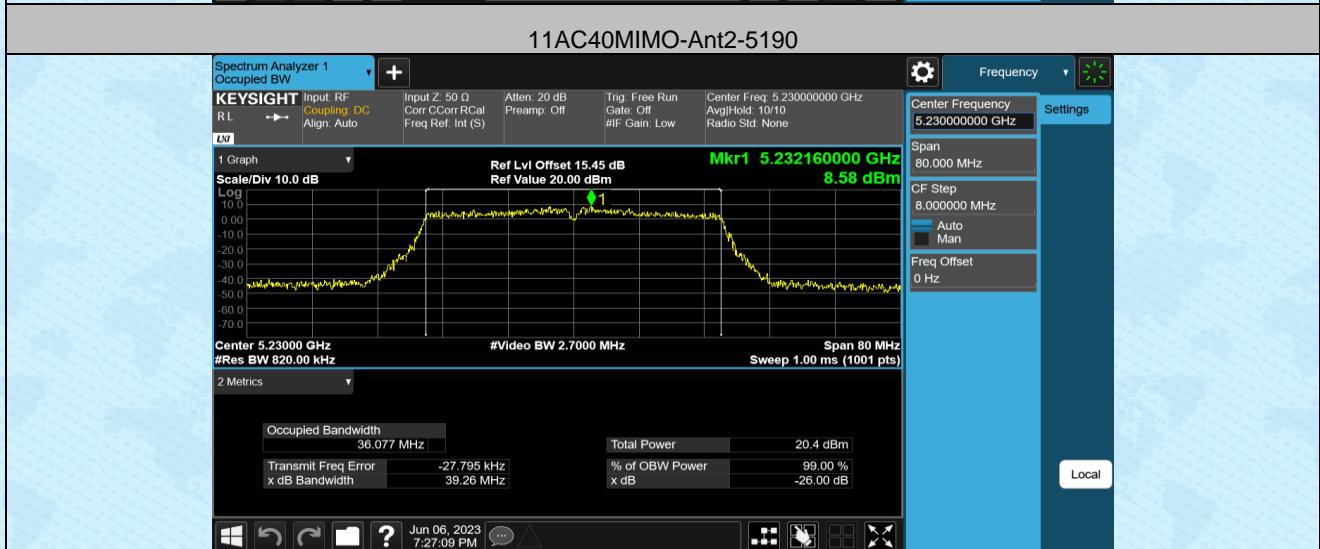 11AC40MIMO-Ant2-5190
Spectrum Analyzer 1
Occupied BW
+
Frequency
KEYSIGHT
R L
LXI
Input: RF
Coupling: DC
Align: Auto
Input Z: 50 Ω
Corr CCorr RCal
Freq Ref: Int (S)
Atten: 20 dB
Preamp: Off
Trig: Free Run
Gate: Off
#IF Gain: Low
Center Freq: 5.230000000 GHz
Avg|Hold: 10/10
Radio Std: None
Center Frequency
5.230000000 GHz
Settings
Span
80.000 MHz
CF Step
8.000000 MHz
Auto
Man
Freq Offset
0 Hz
1 Graph
Scale/Div 10.0 dB
Ref Lvl Offset 15.45 dB
Ref Value 20.00 dBm
Mkr1 5.232160000 GHz
8.58 dBm
Log
10.0
0.00
-10.0
-20.0
-30.0
-40.0
-50.0
-60.0
-70.0
1
Center 5.23000 GHz
#Video BW 2.7000 MHz
Span 80 MHz
#Res BW 820.00 kHz
Sweep 1.00 ms (1001 pts)
2 Metrics
Occupied Bandwidth
36.077 MHz
Total Power 20.4 dBm
Transmit Freq Error -27.795 kHz
% of OBW Power 99.00 %
x dB Bandwidth 39.26 MHz
x dB -26.00 dB
Local
?
Jun 06, 2023
7:27:09 PM